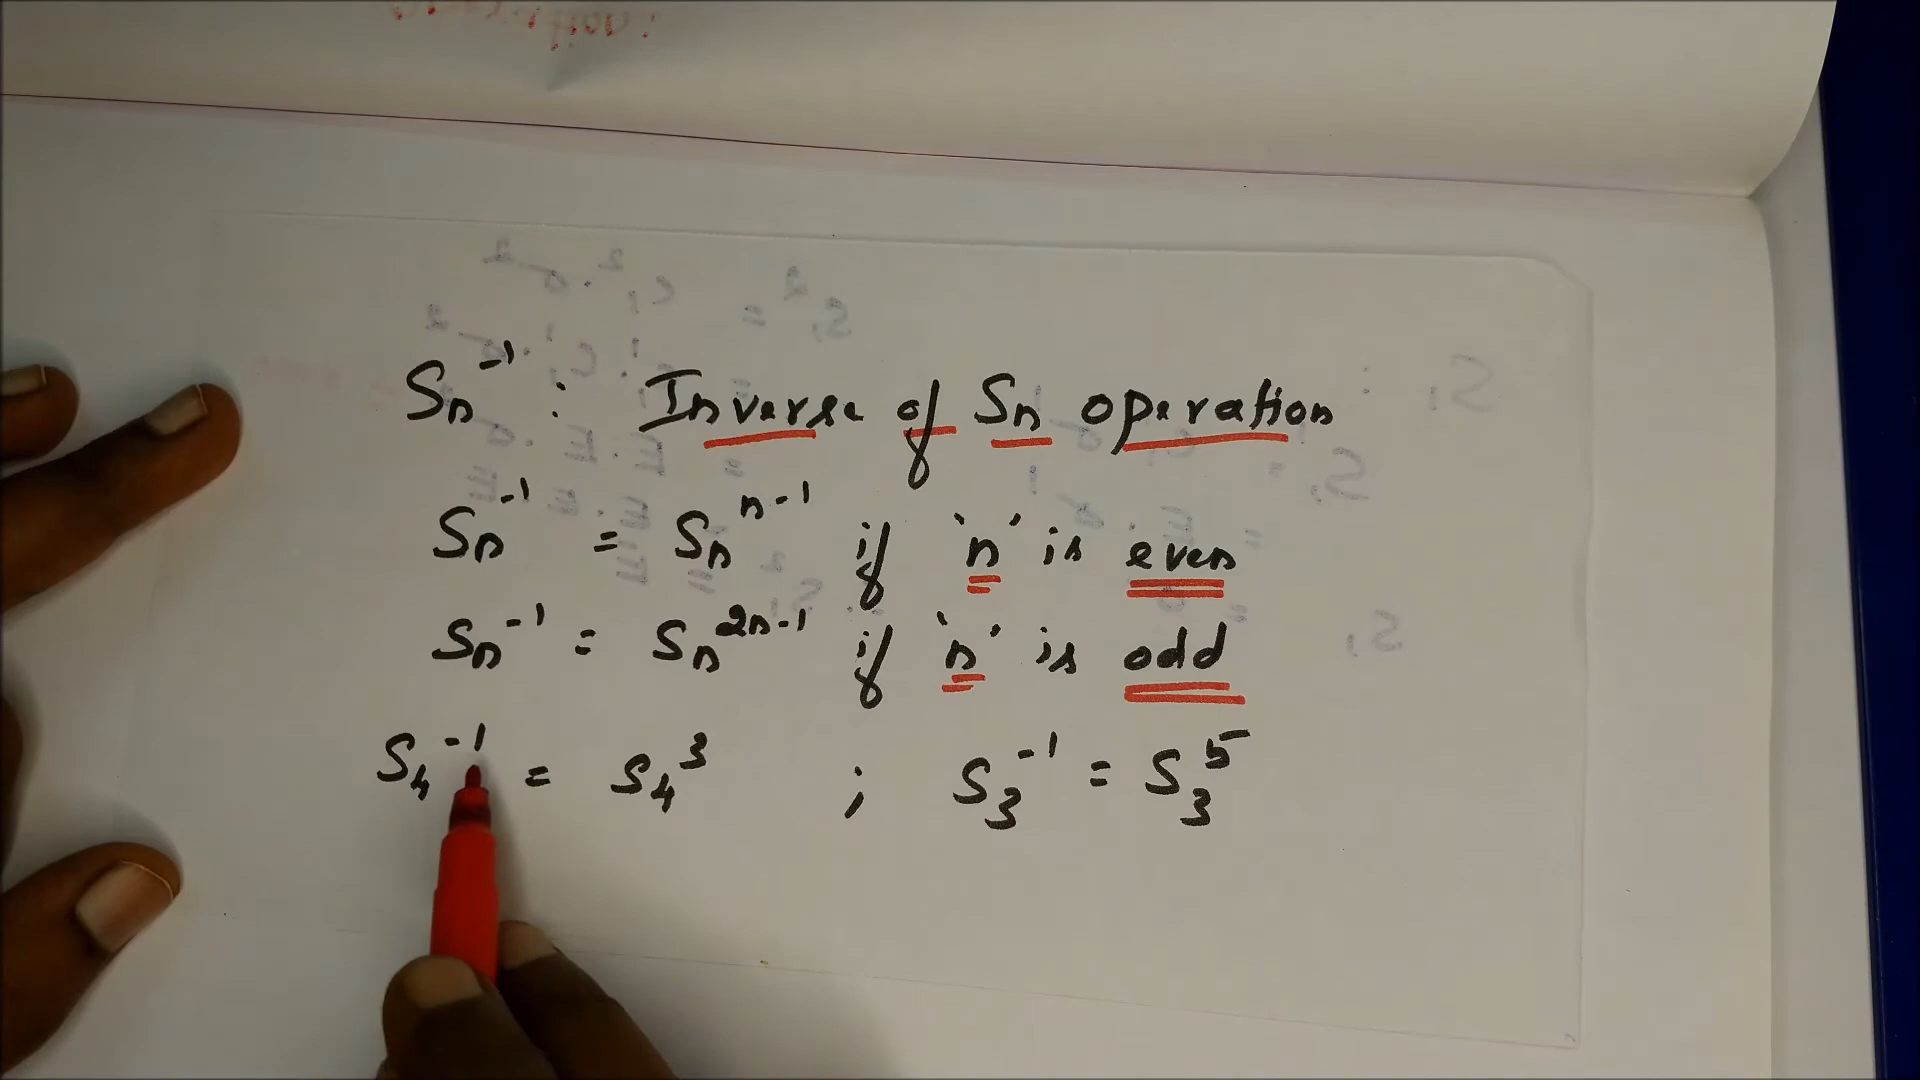 Sn⁻¹ : Inverse of Sn operation
Sn⁻¹ = Snⁿ⁻¹ if 'n' is even
Sn⁻¹ = Sn²ⁿ⁻¹ if 'n' is odd
S₄⁻¹ = S₄³ ; S₃⁻¹ = S₃⁵